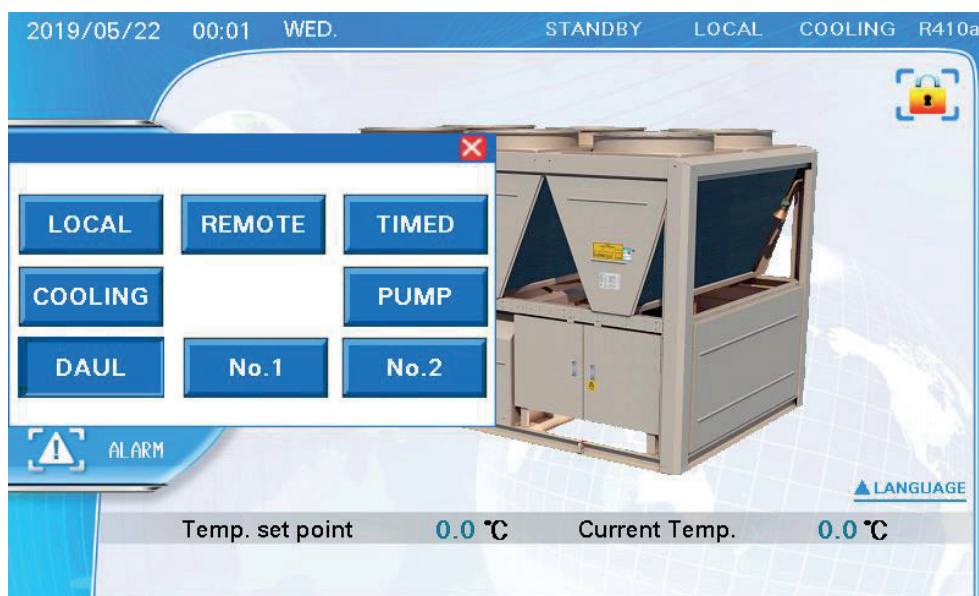 2019/05/22 00:01 WED. STANDBY LOCAL COOLING R410a
LOCAL REMOTE TIMED
COOLING PUMP
DAUL No.1 No.2
ALARM
LANGUAGE
Temp. set point 0.0 ℃ Current Temp. 0.0 ℃